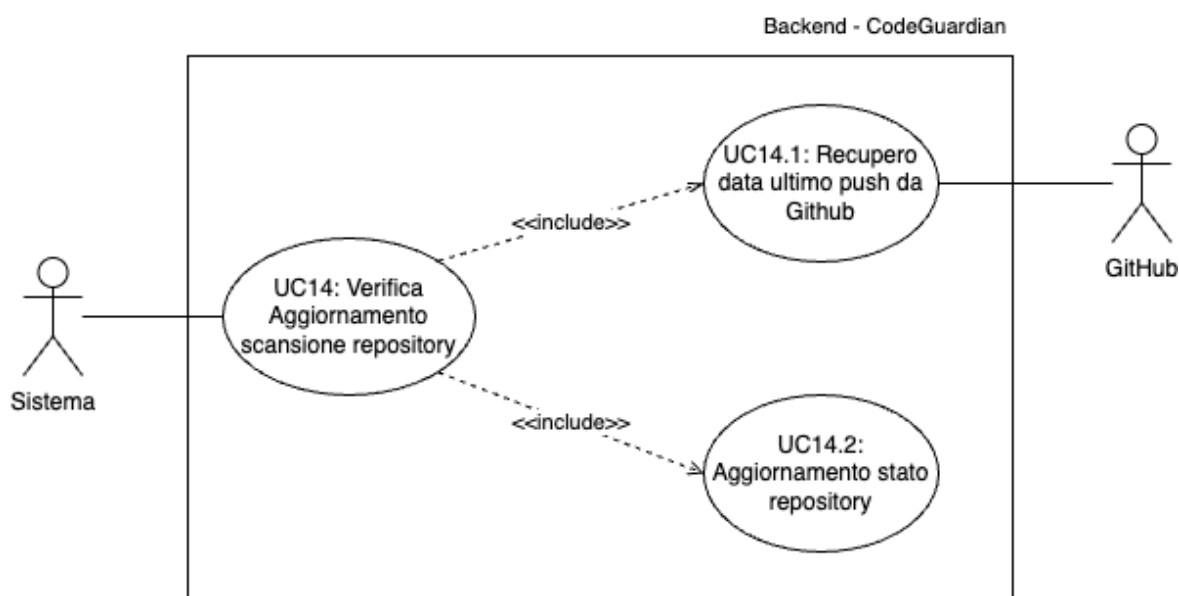 Backend - CodeGuardian
UC14.1: Recupero
data ultimo push da
Github
<<include>>
GitHub
UC14: Verifica
Aggiornamento
scansione repository
Sistema
<<include>>
UC14.2:
Aggiornamento stato
repository